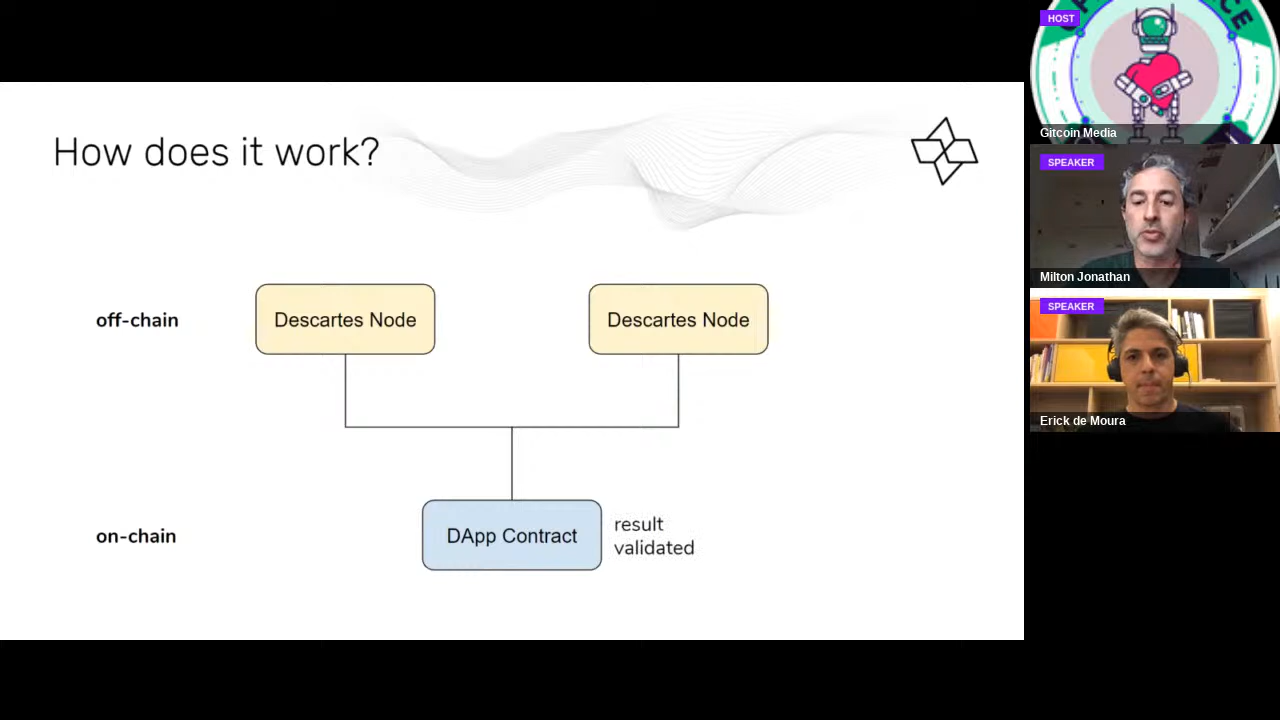 How does it work?
off-chain
Descartes Node
Descartes Node
on-chain
DApp Contract
result
validated
HOST
Gitcoin Media
SPEAKER
Milton Jonathan
SPEAKER
Erick de Moura